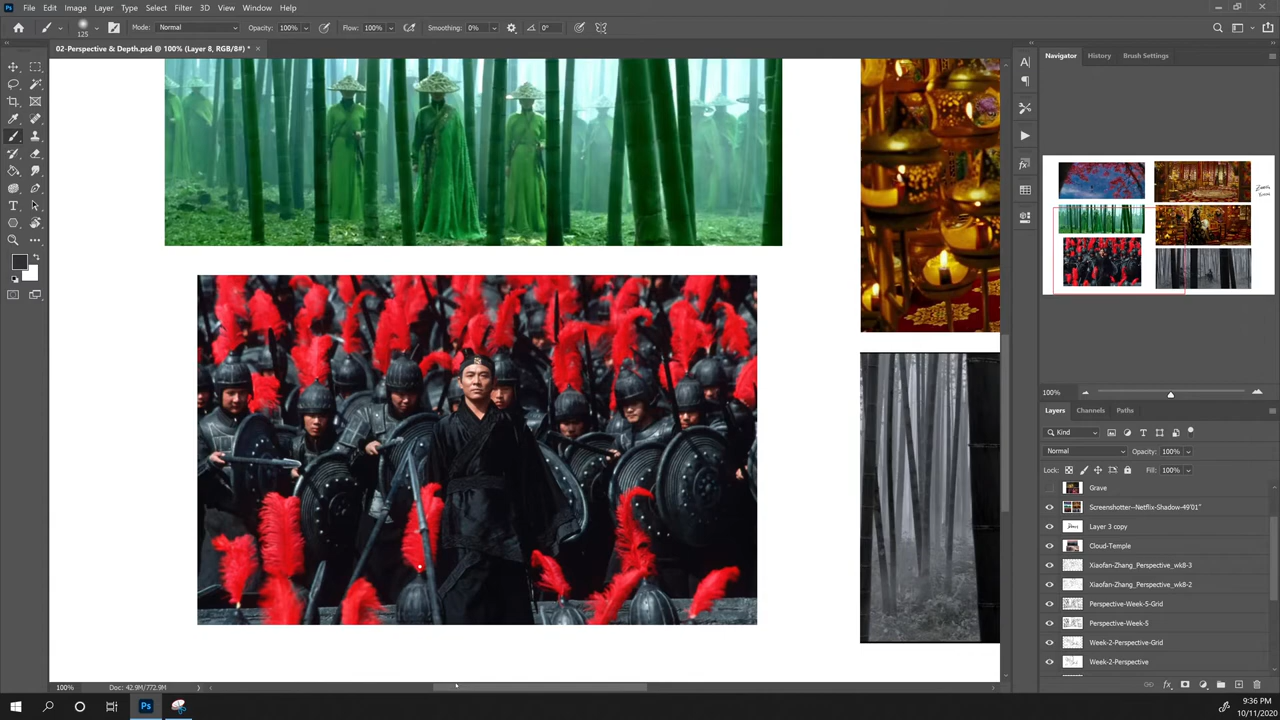 Ps File Edit Image Layer Type Select Filter 3D View Window Help
125 Mode: Normal Opacity: 100% Flow: 100% Smoothing: 0% 0°
02-Perspective & Depth.psd @ 100% (Layer 8, RGB/8#) * ×
Navigator History Brush Settings
100%
Layers Channels Paths
Kind
Normal Opacity: 100%
Lock: Fill: 100%
Grave
Screenshotter--Netflix-Shadow-49'01"
Layer 3 copy
Cloud-Temple
Xiaofan-Zhang_Perspective_wk8-3
Xiaofan-Zhang_Perspective_wk8-2
Perspective-Week-5-Grid
Perspective-Week-5
Week-2-Perspective-Grid
Week-2-Perspective
100% Doc: 42.9M/772.9M
Ps
9:36 PM
10/11/2020